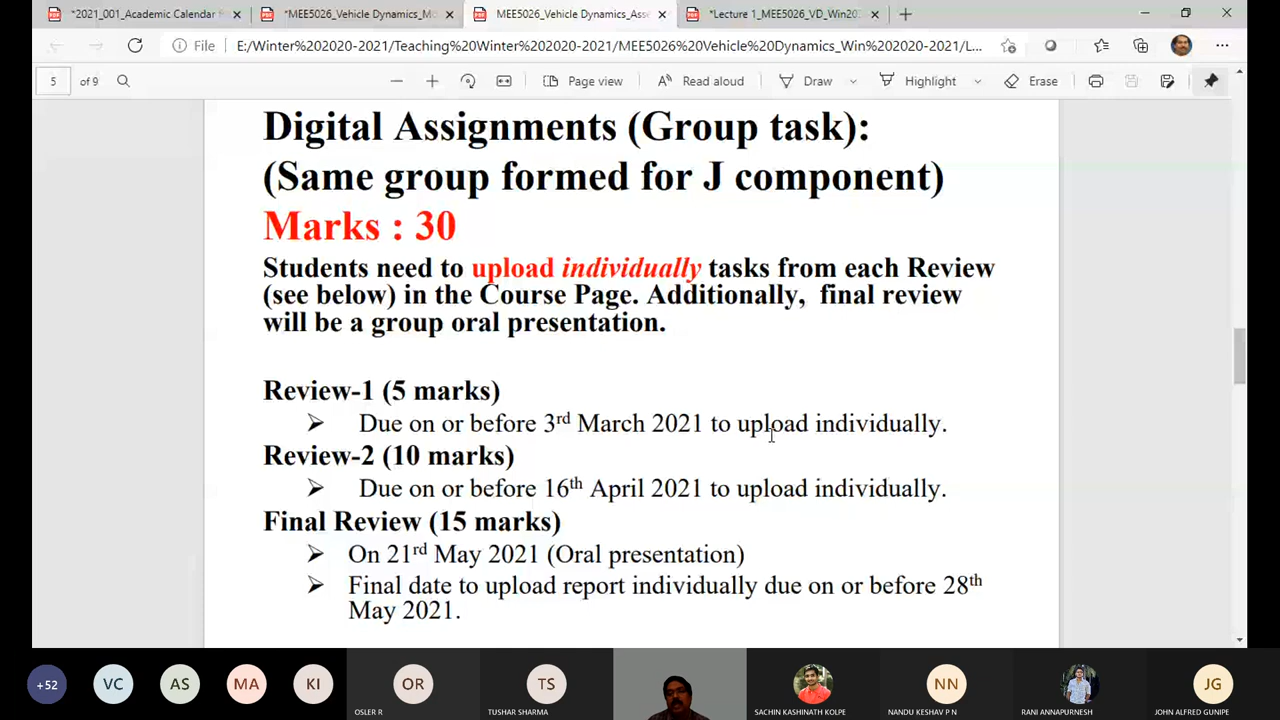 *2021_001_Academic Calendar f
*MEE5026_Vehicle Dynamics_Mo
MEE5026_Vehicle Dynamics_Asse
*Lecture 1_MEE5026_VD_Win20
File
E:/Winter%202020-2021/Teaching%20Winter%202020-2021/MEE5026%20Vehicle%20Dynamics_Win%202020-2021/L...
5 of 9
Page view
Read aloud
Draw
Highlight
Erase
Digital Assignments (Group task):
(Same group formed for J component)
Marks : 30
Students need to upload individually tasks from each Review
(see below) in the Course Page. Additionally, final review
will be a group oral presentation.
Review-1 (5 marks)
Due on or before 3rd March 2021 to upload individually.
Review-2 (10 marks)
Due on or before 16th April 2021 to upload individually.
Final Review (15 marks)
On 21rd May 2021 (Oral presentation)
Final date to upload report individually due on or before 28th
May 2021.
+52
VC
AS
MA
KI
OR
OSLER R
TS
TUSHAR SHARMA
SACHIN KASHINATH KOLPE
NN
NANDU KESHAV P N
RANI ANNAPURNESH
JG
JOHN ALFRED GUNIPE